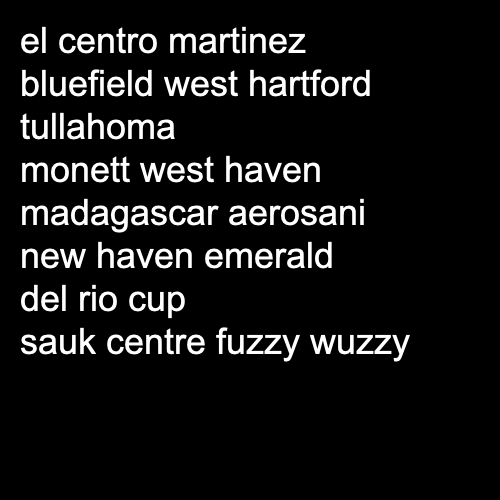 el centro martinez
bluefield west hartford
tullahoma
monett west haven
madagascar aerosani
new haven emerald
del rio cup
sauk centre fuzzy wuzzy